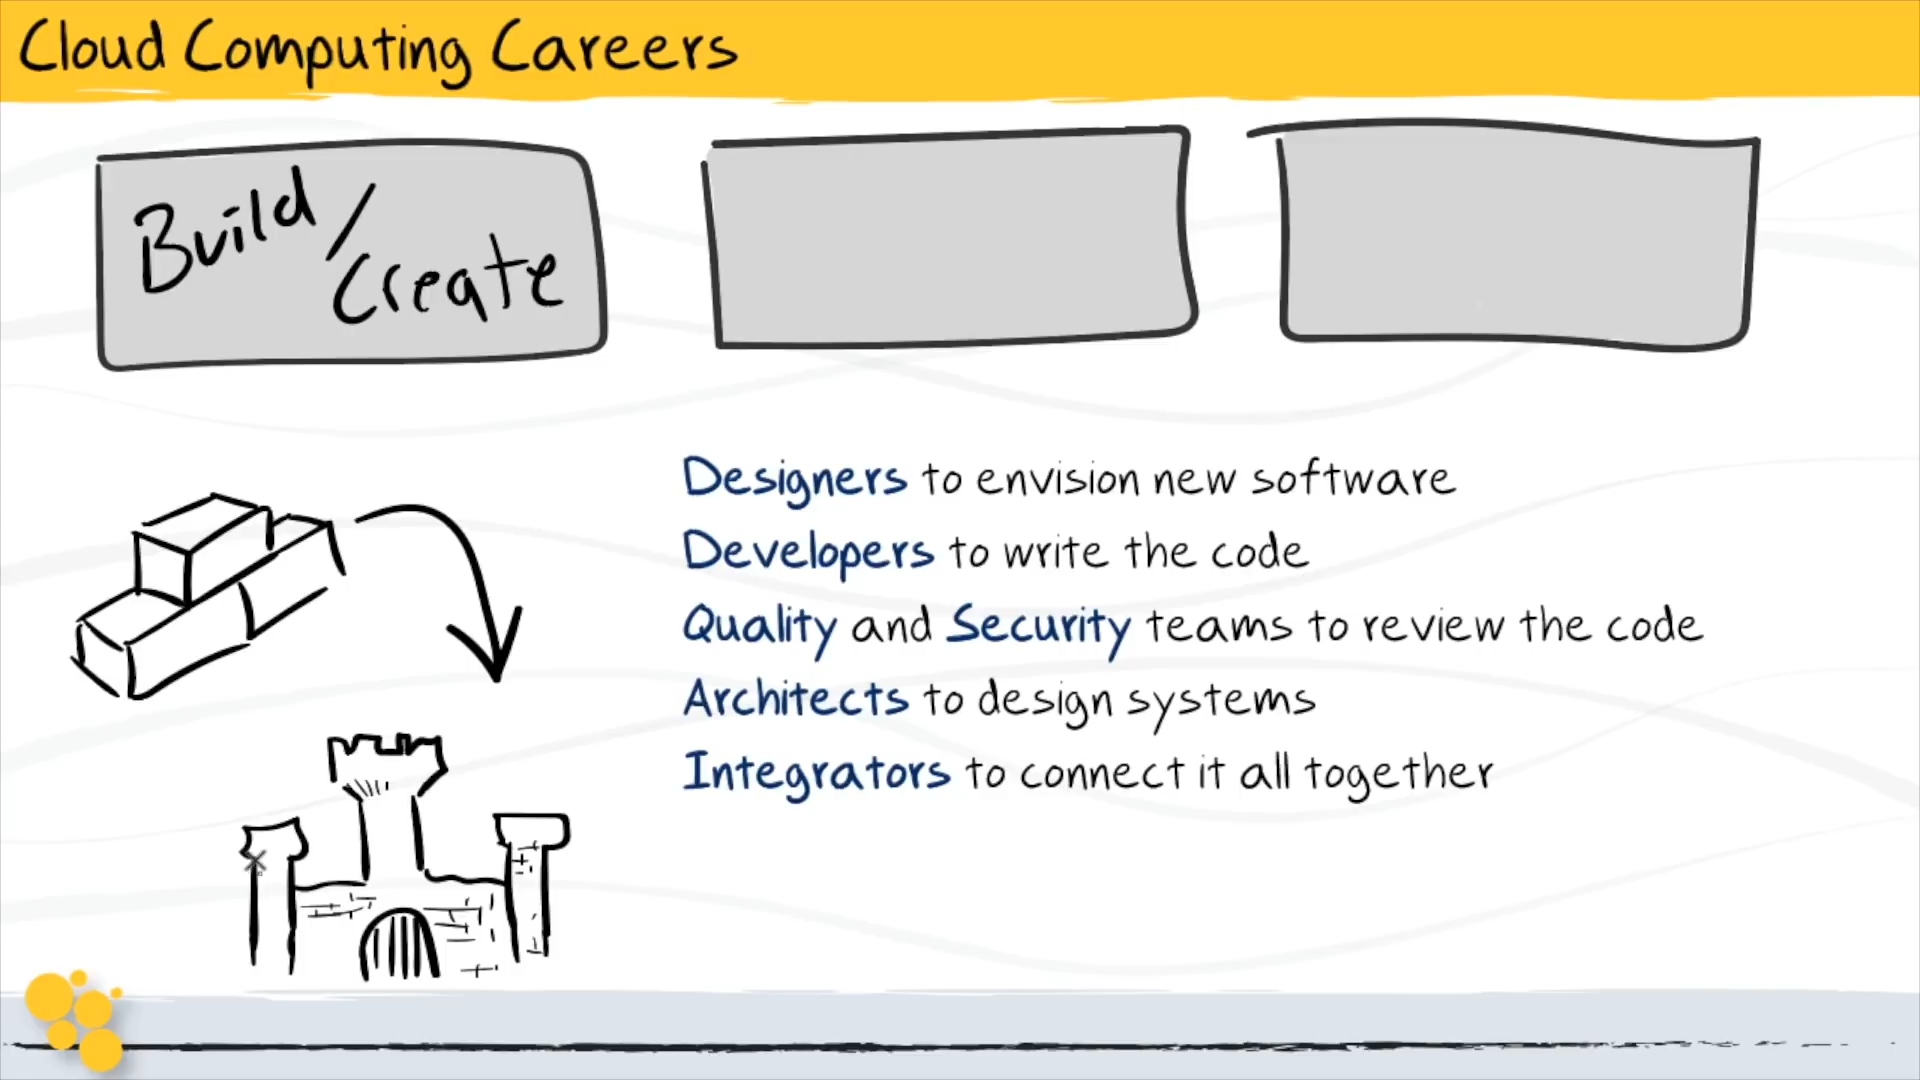 Cloud Computing Careers
Build/
Create
Designers to envision new software
Developers to write the code
Quality and Security teams to review the code
Architects to design systems
Integrators to connect it all together